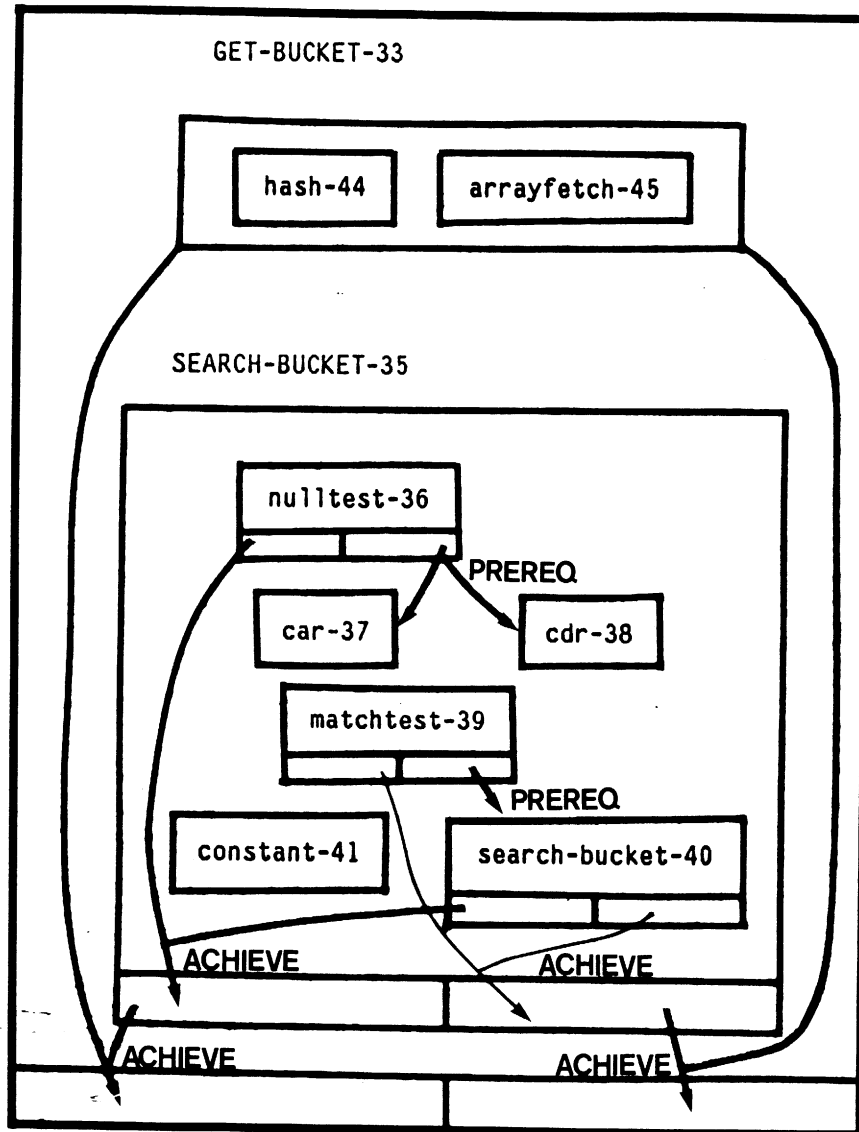 GET-BUCKET-33
hash-44
arrayfetch-45
SEARCH-BUCKET-35
nulltest-36
PREREQ
car-37
cdr-38
matchtest-39
PREREQ
constant-41
search-bucket-40
ACHIEVE
ACHIEVE
ACHIEVE
ACHIEVE